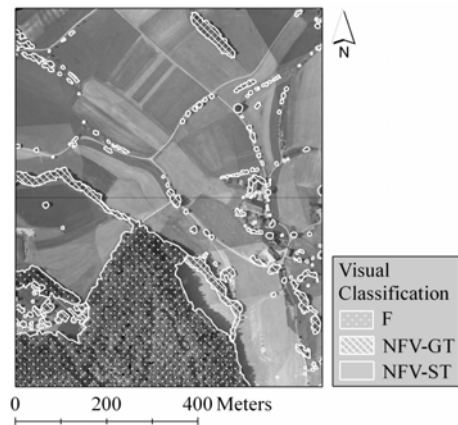 N
Visual
Classification
F
NFV-GT
NFV-ST
0 200 400 Meters